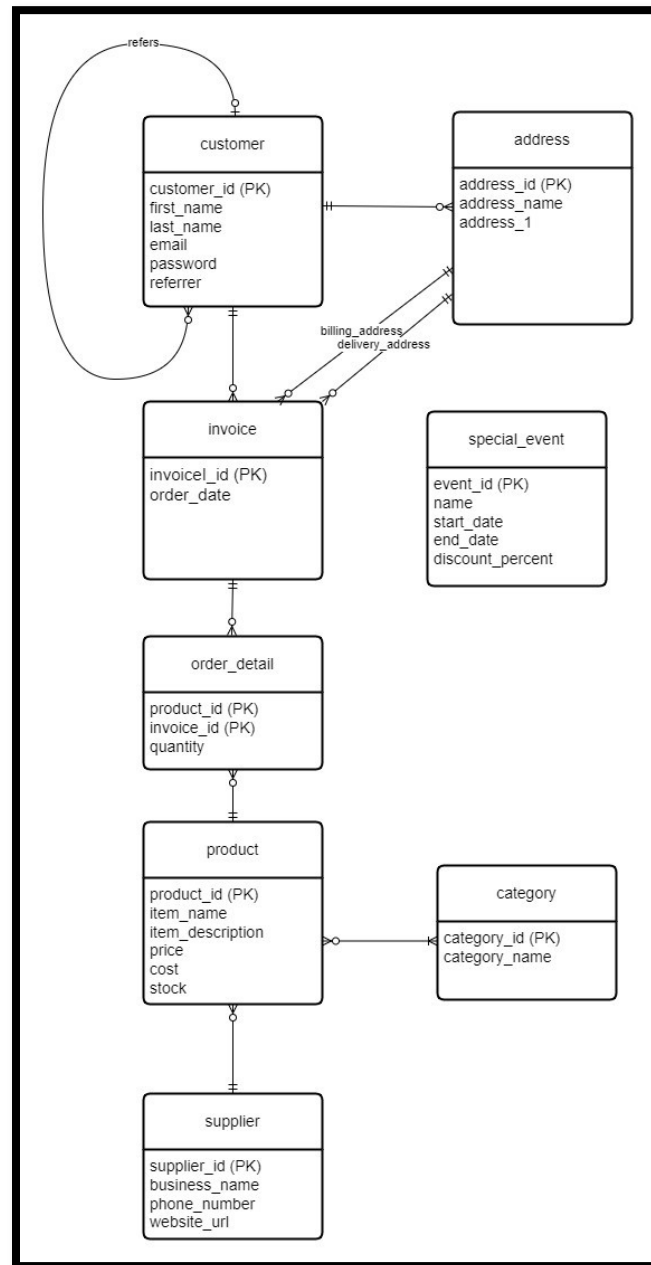 refers
customer
customer_id (PK)
first_name
last_name
email
password
referrer
address
address_id (PK)
address_name
address_1
billing_address
delivery_address
invoice
invoicel_id (PK)
order_date
special_event
event_id (PK)
name
start_date
end_date
discount_percent
order_detail
product_id (PK)
invoice_id (PK)
quantity
product
product_id (PK)
item_name
item_description
price
cost
stock
category
category_id (PK)
category_name
supplier
supplier_id (PK)
business_name
phone_number
website_url